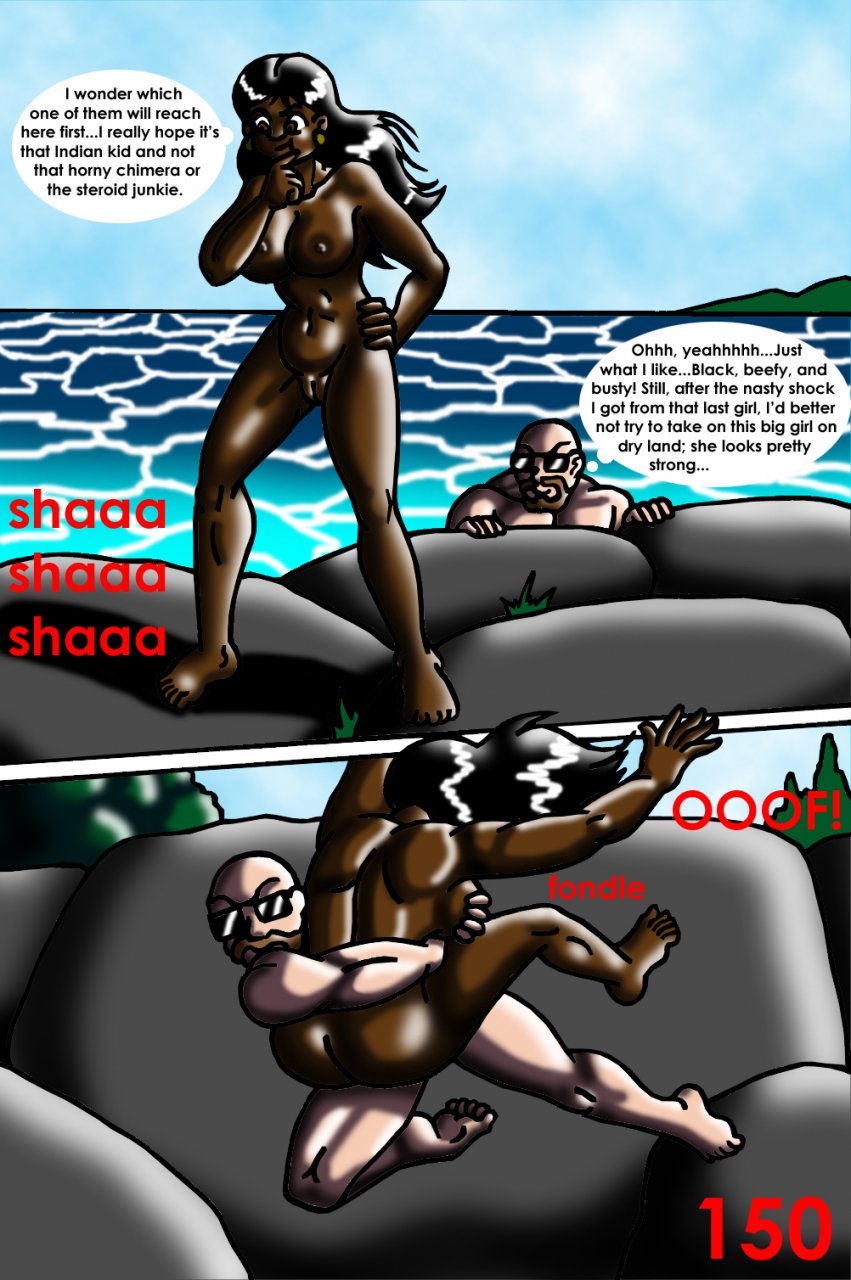 I wonder which
one of them will reach
here first...I really hope it's
that Indian kid and not
that horny chimera or
the steroid junkie.
Ohhh, yeahhhhh...Just
what I like...Black, beefy, and
busty! Still, after the nasty shock
I got from that last girl, I'd better
not try to take on this big girl on
dry land; she looks pretty
strong...
shaaa
shaaa
shaaa
OOOF!
fondle
150